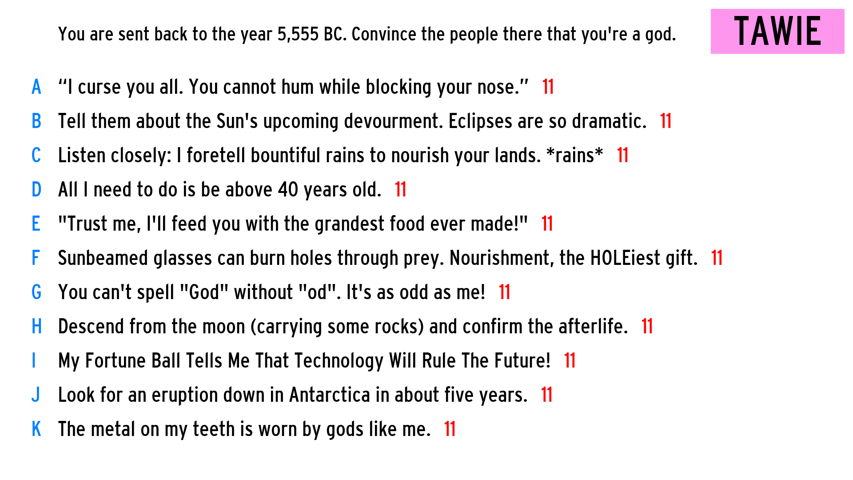 You are sent back to the year 5,555 BC. Convince the people there that you're a god.
TAWIE
A “I curse you all. You cannot hum while blocking your nose.” 11
B Tell them about the Sun's upcoming devourment. Eclipses are so dramatic. 11
C Listen closely: I foretell bountiful rains to nourish your lands. *rains* 11
D All I need to do is be above 40 years old. 11
E "Trust me, I'll feed you with the grandest food ever made!" 11
F Sunbeamed glasses can burn holes through prey. Nourishment, the HOLEiest gift. 11
G You can't spell "God" without "od". It's as odd as me! 11
H Descend from the moon (carrying some rocks) and confirm the afterlife. 11
I My Fortune Ball Tells Me That Technology Will Rule The Future! 11
J Look for an eruption down in Antarctica in about five years. 11
K The metal on my teeth is worn by gods like me. 11